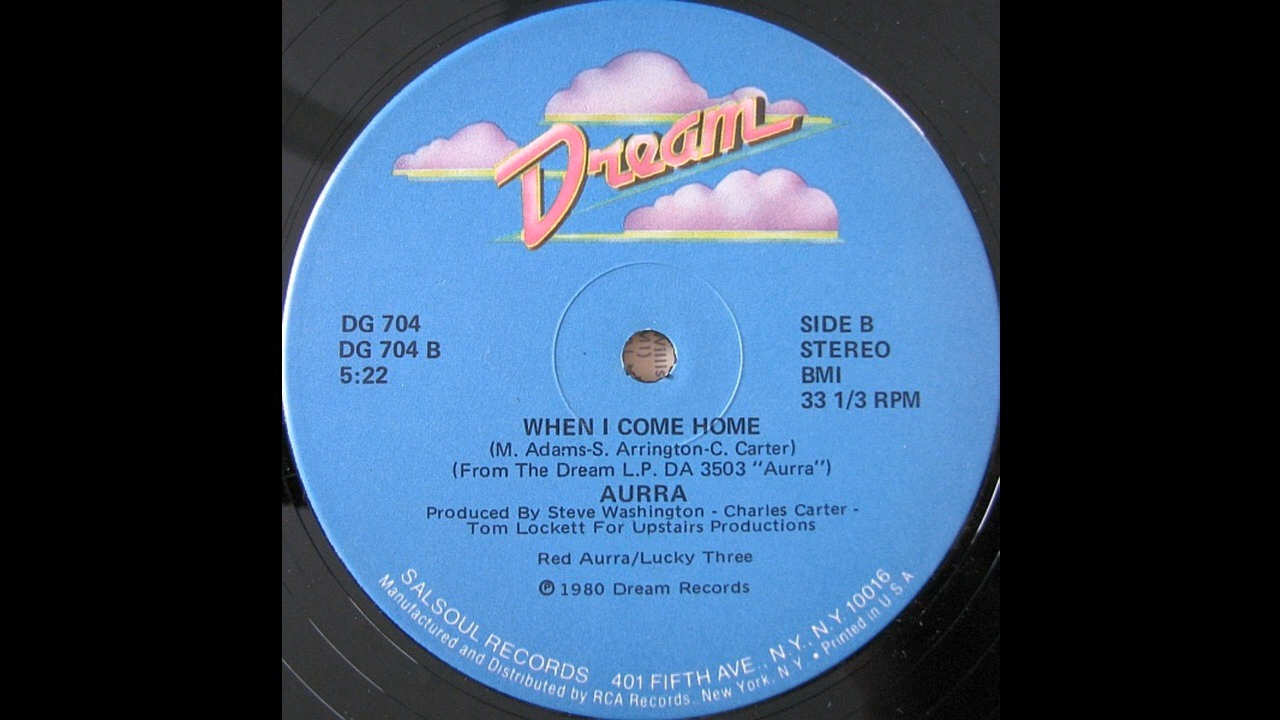 Dream
DG 704
DG 704 B
5:22
SIDE B
STEREO
BMI
33 1/3 RPM
WHEN I COME HOME
(M. Adams-S. Arrington-C. Carter)
(From The Dream L.P. DA 3503 "Aurra")
AURRA
Produced By Steve Washington - Charles Carter -
Tom Lockett For Upstairs Productions
Red Aurra/Lucky Three
℗ 1980 Dream Records
SALSOUL RECORDS 401 FIFTH AVE., N.Y., N.Y. 10016
Manufactured and Distributed by RCA Records, New York, N.Y. • Printed in U.S.A